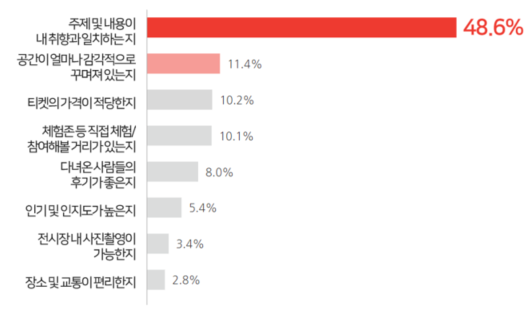 주제 및 내용이
내 취향과 일치하는지
48.6%
공간이 얼마나 감각적으로
꾸며져 있는지
11.4%
티켓의 가격이 적당한지
10.2%
체험존 등 직접 체험/
참여해볼 거리가 있는지
10.1%
다녀온 사람들의
후기가 좋은지
8.0%
인기 및 인지도가 높은지
5.4%
전시장 내 사진촬영이
가능한지
3.4%
장소 및 교통이 편리한지
2.8%